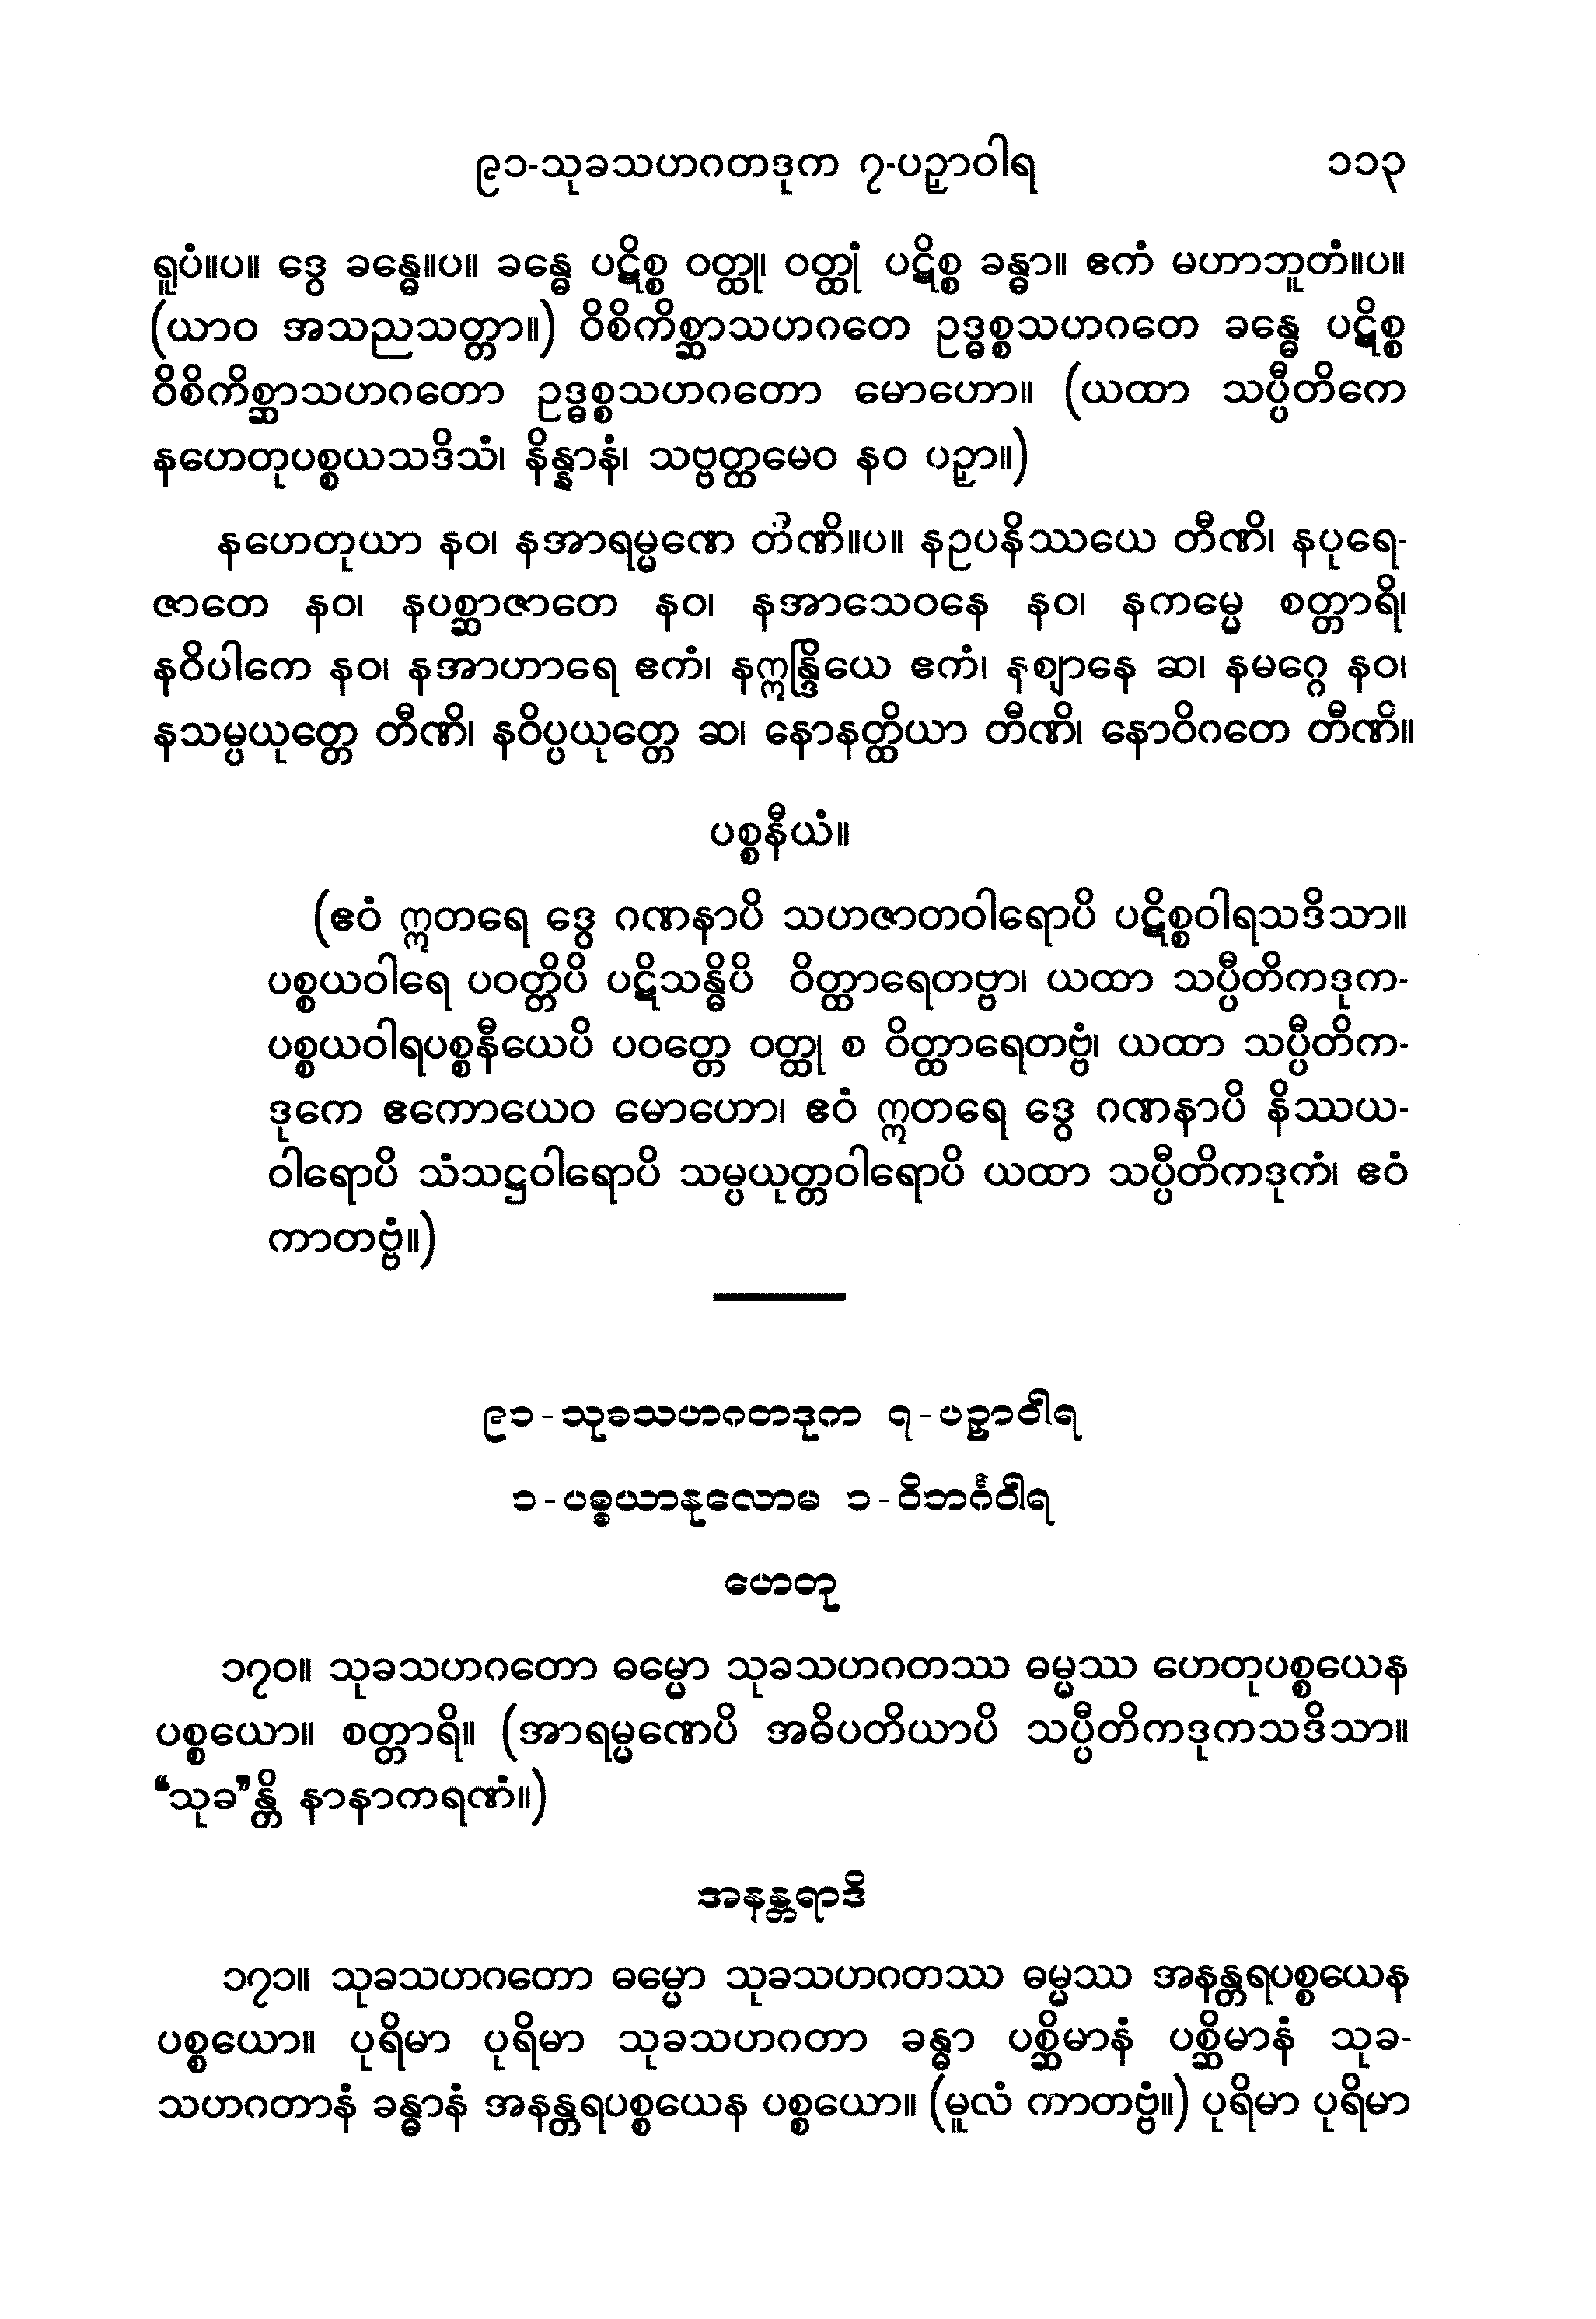 ၉၁-သုခသဟဂတဒုက ၇-ပဉှာဝါရ ၁၁၃
ရူပံ။ပ။ ဒွေ ခန္ဓေ။ပ။ ခန္ဓေ ပဋိစ္စ ဝတ္ထု၊ ဝတ္ထုံ ပဋိစ္စ ခန္ဓာ။ ဧကံ မဟာဘူတံ။ပ။
(ယာဝ အသညသတ္တာ။) ဝိစိကိစ္ဆာသဟဂတေ ဥဒ္ဓစ္စသဟဂတေ ခန္ဓေ ပဋိစ္စ
ဝိစိကိစ္ဆာသဟဂတော ဥဒ္ဓစ္စသဟဂတော မောဟော။ (ယထာ သပ္ပီတိကေ
နဟေတုပစ္စယသဒိသံ၊ နိန္နာနံ၊ သဗ္ဗတ္ထမေဝ နဝ ပဉှာ။)
နဟေတုယာ နဝ၊ နအာရမ္မဏေ တီဏိ။ပ။ နဥပနိဿယေ တီဏိ၊ နပုရေ-
ဇာတေ နဝ၊ နပစ္ဆာဇာတေ နဝ၊ နအာသေဝနေ နဝ၊ နကမ္မေ စတ္တာရိ၊
နဝိပါကေ နဝ၊ နအာဟာရေ ဧကံ၊ နဣန္ဒြိယေ ဧကံ၊ နဈာနေ ဆ၊ နမဂ္ဂေ နဝ၊
နသမ္ပယုတ္တေ တီဏိ၊ နဝိပ္ပယုတ္တေ ဆ၊ နောနတ္ထိယာ တီဏိ၊ နောဝိဂတေ တီဏိ။
ပစ္စနီယံ။
(ဧဝံ ဣတရေ ဒွေ ဂဏနာပိ သဟဇာတဝါရောပိ ပဋိစ္စဝါရသဒိသာ။
ပစ္စယဝါရေ ပဝတ္တိပိ ပဋိသန္ဓိပိ ဝိတ္ထာရေတဗ္ဗာ၊ ယထာ သပ္ပီတိကဒုက-
ပစ္စယဝါရပစ္စနီယေပိ ပဝတ္တေ ဝတ္ထု စ ဝိတ္ထာရေတဗ္ဗံ၊ ယထာ သပ္ပီတိက-
ဒုကေ ဧကောယေဝ မောဟော၊ ဧဝံ ဣတရေ ဒွေ ဂဏနာပိ နိဿယ-
ဝါရောပိ သံသဋ္ဌဝါရောပိ သမ္ပယုတ္တဝါရောပိ ယထာ သပ္ပီတိကဒုကံ၊ ဧဝံ
ကာတဗ္ဗံ။)
၉၁-သုခသဟဂတဒုက ၇-ပဉှာဝါရ
၁-ပစ္စယာနုလောမ ၁-ဝိဘင်္ဂဝါရ
ဟေတု
၁၇၀။ သုခသဟဂတော ဓမ္မော သုခသဟဂတဿ ဓမ္မဿ ဟေတုပစ္စယေန
ပစ္စယော။ စတ္တာရိ။ (အာရမ္မဏေပိ အဓိပတိယာပိ သပ္ပီတိကဒုကသဒိသာ။
“သုခ”န္တိ နာနာကရဏံ။)
အနန္တရာဒိ
၁၇၁။ သုခသဟဂတော ဓမ္မော သုခသဟဂတဿ ဓမ္မဿ အနန္တရပစ္စယေန
ပစ္စယော။ ပုရိမာ ပုရိမာ သုခသဟဂတာ ခန္ဓာ ပစ္ဆိမာနံ ပစ္ဆိမာနံ သုခ-
သဟဂတာနံ ခန္ဓာနံ အနန္တရပစ္စယေန ပစ္စယော။ (မူလံ ကာတဗ္ဗံ။) ပုရိမာ ပုရိမာ